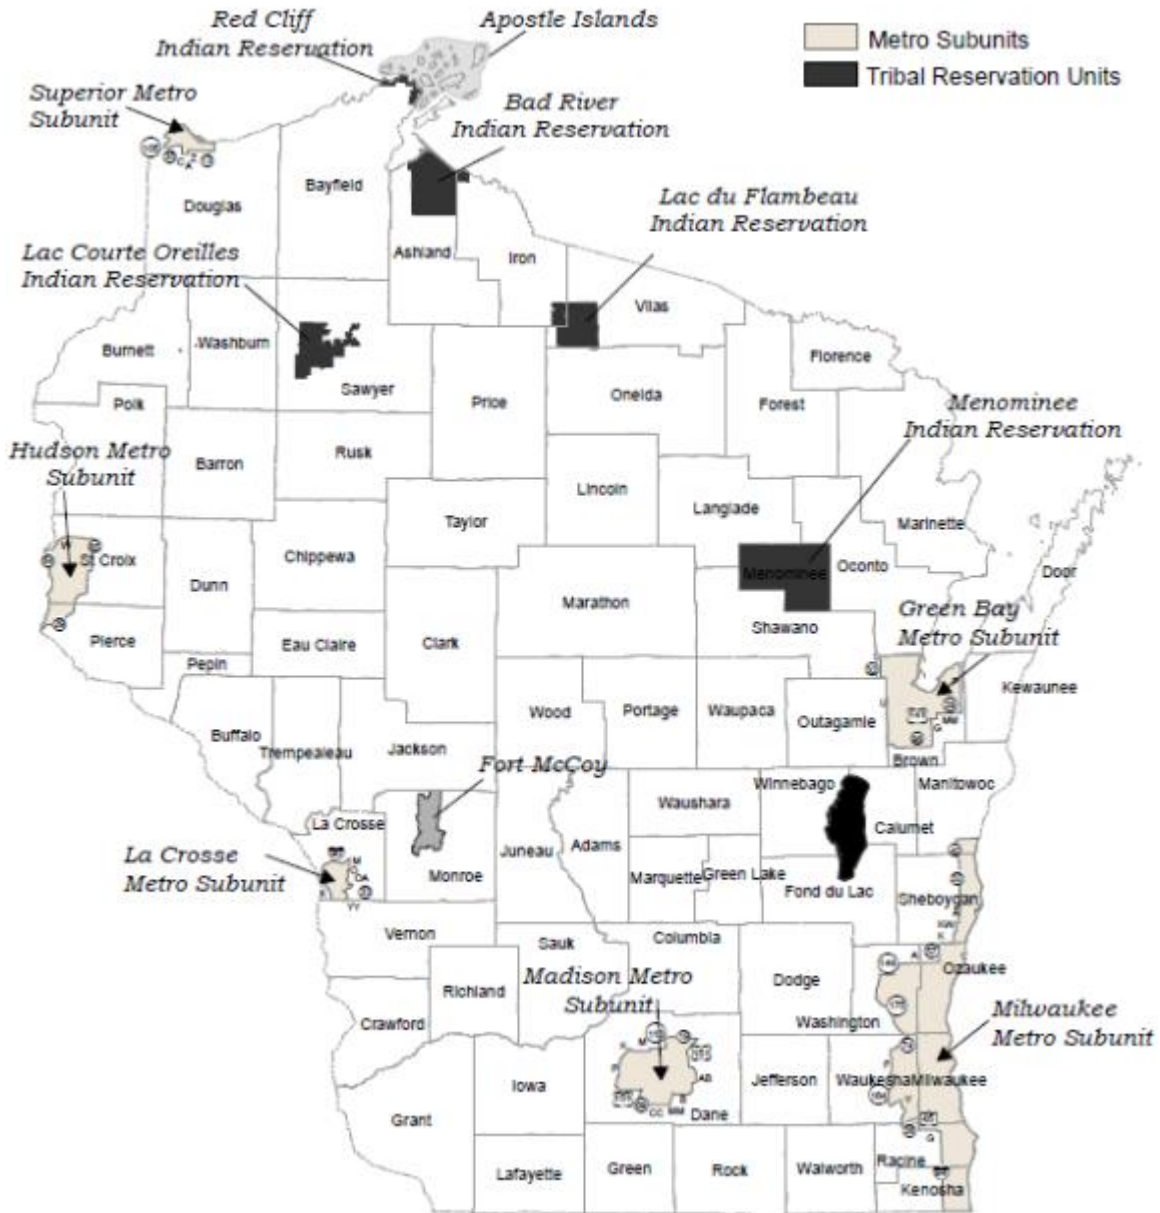 Red Cliff
Indian Reservation
Apostle Islands
Metro Subunits
Tribal Reservation Units
Superior Metro
Subunit
Bad River
Indian Reservation
Bayfield
Douglas
Lac du Flambeau
Indian Reservation
Lac Courte Oreilles
Indian Reservation
Ashland
Iron
Vilas
Burnett
Washburn
Sawyer
Florence
Polk
Price
Oneida
Forest
Menominee
Indian Reservation
Hudson Metro
Subunit
Barron
Rusk
Lincoln
Langlade
Taylor
Marinette
St Croix
Chippewa
Menominee
Oconto
Door
Dunn
Marathon
Green Bay
Metro Subunit
Pierce
Eau Claire
Clark
Shawano
Pepin
Kewaunee
Wood
Portage
Waupaca
Outagamie
Buffalo
Trempealeau
Jackson
Brown
Fort McCoy
Winnebago
Manitowoc
Waushara
La Crosse
Calumet
La Crosse
Metro Subunit
Juneau
Adams
Monroe
Marquette
Green Lake
Fond du Lac
Sheboygan
Vernon
Sauk
Columbia
Madison Metro
Subunit
Dodge
Ozaukee
Richland
Crawford
Washington
Milwaukee
Metro Subunit
Iowa
Jefferson
Waukesha
Milwaukee
Grant
Dane
Lafayette
Green
Rock
Walworth
Racine
Kenosha